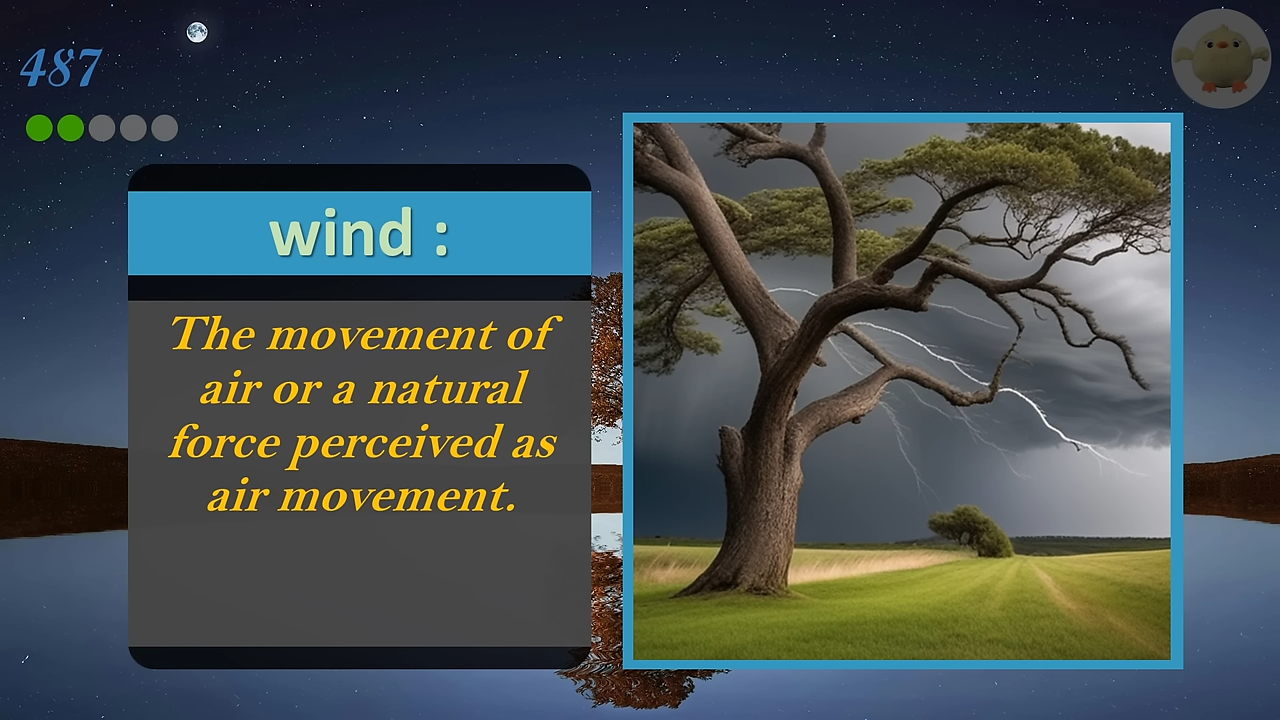 487
wind :
The movement of
air or a natural
force perceived as
air movement.